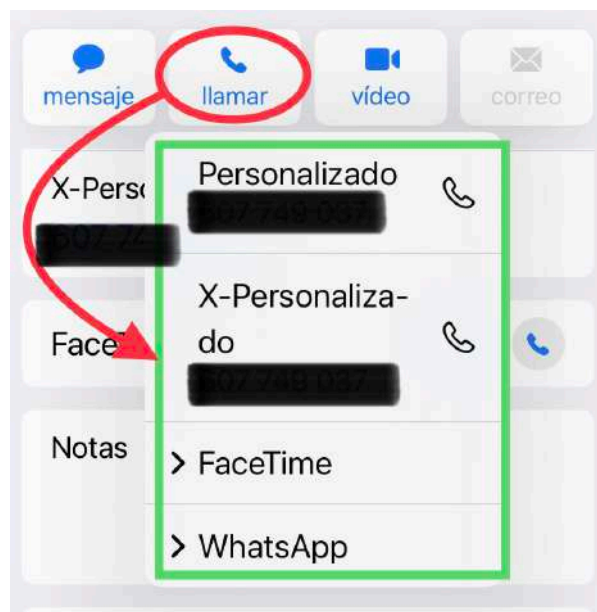 mensaje
llamar
vídeo
correo
X-Perso
Personalizado
X-Personaliza-
do
Face
Notas
FaceTime
WhatsApp